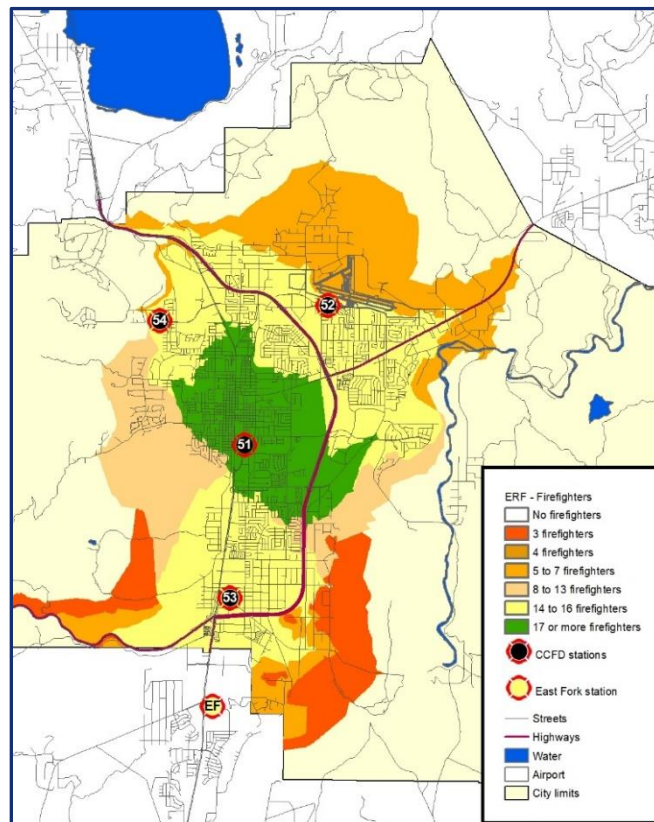 52
54
51
53
EF
ERF - Firefighters
No firefighters
3 firefighters
4 firefighters
5 to 7 firefighters
8 to 13 firefighters
14 to 16 firefighters
17 or more firefighters
CCFD stations
EF
East Fork station
Streets
Highways
Water
Airport
City limits